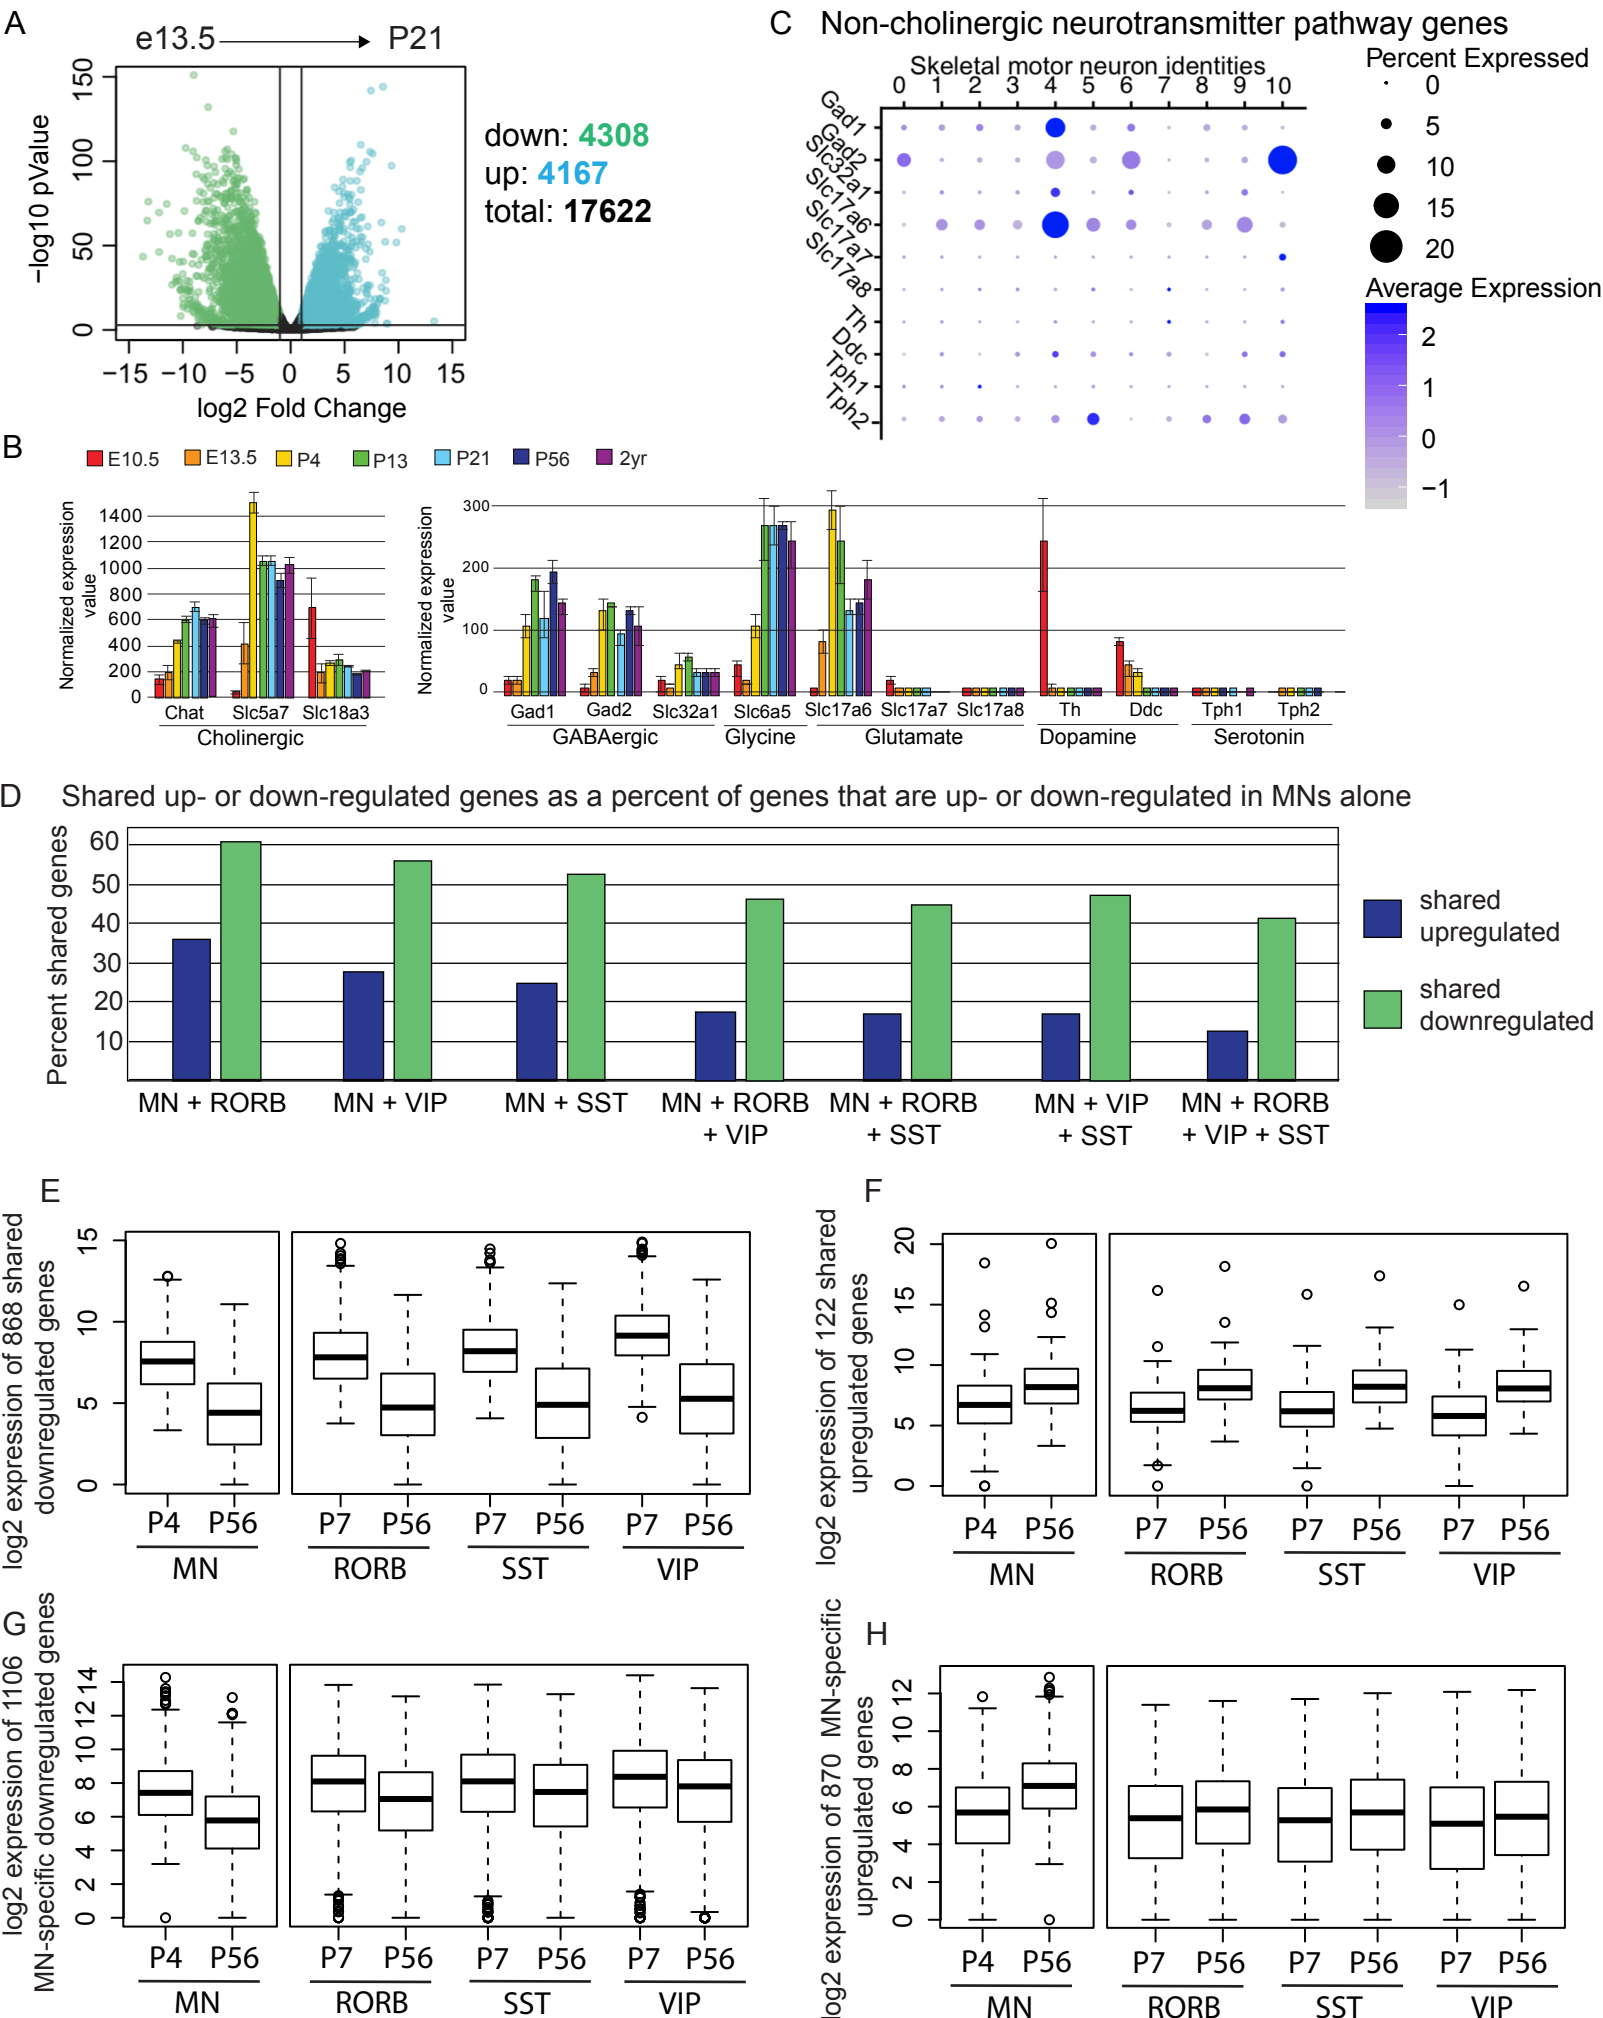 A
e13.5
P21
−log10 pValue
150
100
50
0
−15 −10 −5 0 5 10 15
log2 Fold Change
down: 4308
up: 4167
total: 17622
C Non-cholinergic neurotransmitter pathway genes
Skeletal motor neuron identities
0 1 2 3 4 5 6 7 8 9 10
Gad1
Gad2
Slc32a1
Slc17a6
Slc17a7
Slc17a8
Th
Ddc
Tph1
Tph2
Percent Expressed
0
5
10
15
20
Average Expression
2
1
0
−1
B
E10.5 E13.5 P4 P13 P21 P56 2yr
Normalized expression
value
1400
1200
1000
800
600
400
200
0
Chat Slc5a7 Slc18a3
Cholinergic
Normalized expression
value
300
200
100
0
Gad1 Gad2 Slc32a1 Slc6a5 Slc17a6 Slc17a7 Slc17a8 Th Ddc Tph1 Tph2
GABAergic Glycine Glutamate Dopamine Serotonin
D Shared up- or down-regulated genes as a percent of genes that are up- or down-regulated in MNs alone
Percent shared genes
60
50
40
30
20
10
MN + RORB
MN + VIP
MN + SST
MN + RORB
+ VIP
MN + RORB
+ SST
MN + VIP
+ SST
MN + RORB
+ VIP + SST
shared
upregulated
shared
downregulated
E
log2 expression of 868 shared
downregulated genes
15
10
5
0
P4 P56 P7 P56 P7 P56 P7 P56
MN RORB SST VIP
F
log2 expression of 122 shared
upregulated genes
20
15
10
5
0
P4 P56 P7 P56 P7 P56 P7 P56
MN RORB SST VIP
G
log2 expression of 1106
MN-specific downregulated genes
14
12
10
8
6
4
2
0
P4 P56 P7 P56 P7 P56 P7 P56
MN RORB SST VIP
H
log2 expression of 870 MN-specific
upregulated genes
12
10
8
6
4
2
0
P4 P56 P7 P56 P7 P56 P7 P56
MN RORB SST VIP